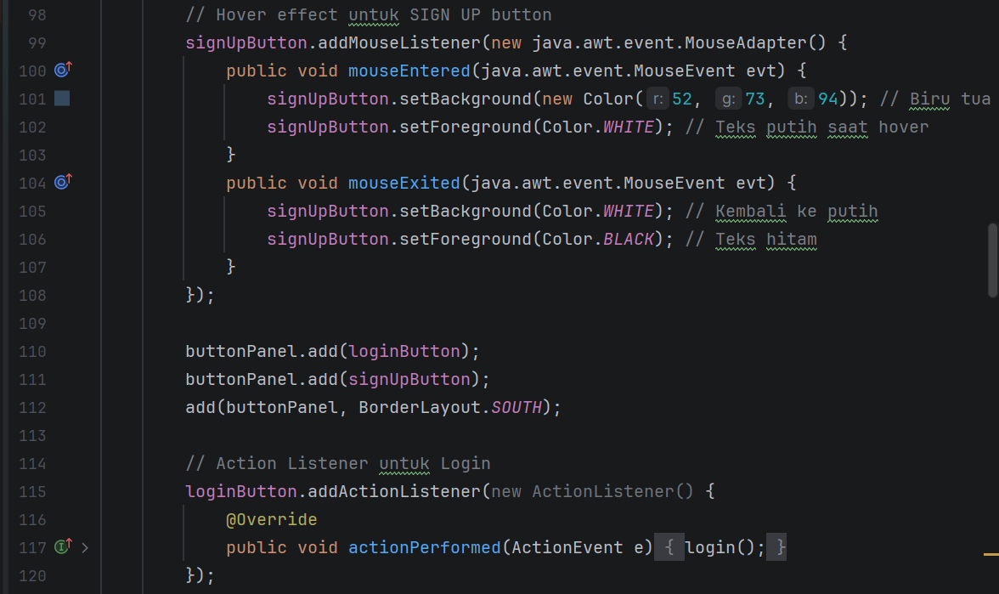 98 // Hover effect untuk SIGN UP button
99 signUpButton.addMouseListener(new java.awt.event.MouseAdapter() {
100 public void mouseEntered(java.awt.event.MouseEvent evt) {
101 signUpButton.setBackground(new Color( r: 52, g: 73, b: 94)); // Biru tua
102 signUpButton.setForeground(Color.WHITE); // Teks putih saat hover
103 }
104 public void mouseExited(java.awt.event.MouseEvent evt) {
105 signUpButton.setBackground(Color.WHITE); // Kembali ke putih
106 signUpButton.setForeground(Color.BLACK); // Teks hitam
107 }
108 });
109
110 buttonPanel.add(loginButton);
111 buttonPanel.add(signUpButton);
112 add(buttonPanel, BorderLayout.SOUTH);
113
114 // Action Listener untuk Login
115 loginButton.addActionListener(new ActionListener() {
116 @Override
117 public void actionPerformed(ActionEvent e) { login(); }
120 });